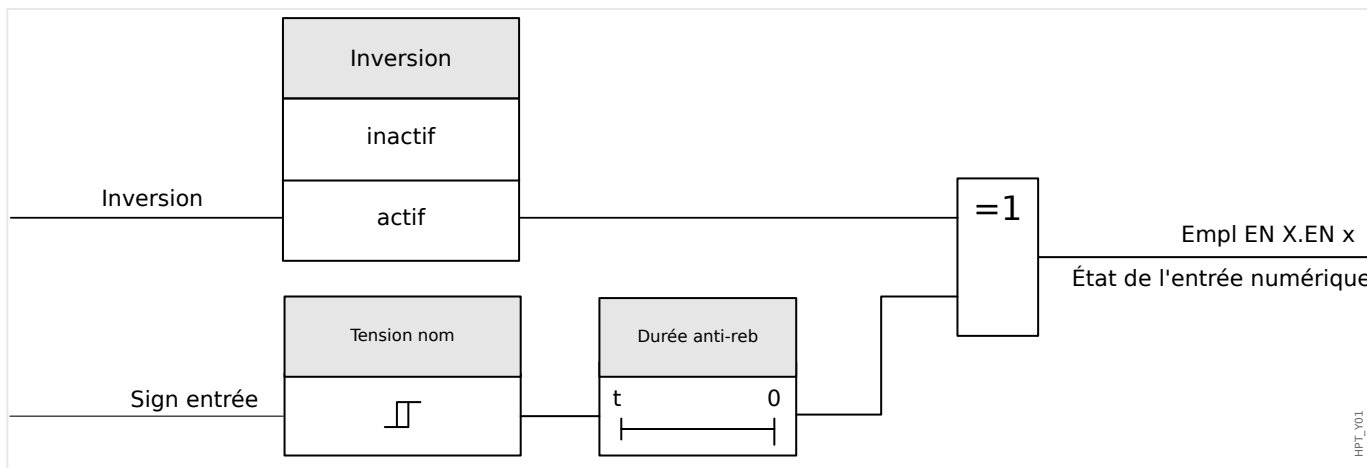 Inversion
inactif
Inversion
actif
=1
Empl EN X.EN x
État de l'entrée numérique
Tension nom
Durée anti-reb
Sign entrée
t 0
HPT_Y01